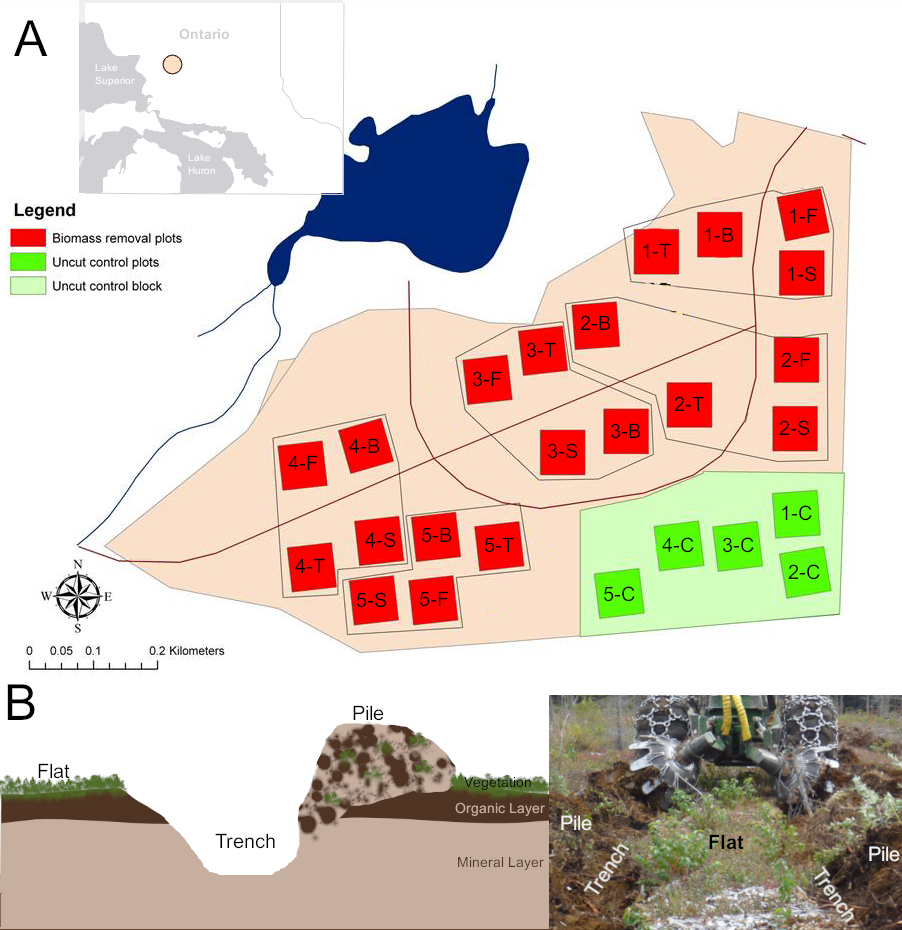 A
Ontario
Lake
Superior
Lake
Huron
Legend
Biomass removal plots
Uncut control plots
Uncut control block
1-F
1-B
1-T
1-S
2-B
3-T
2-F
3-F
2-T
2-S
3-B
4-B
3-S
4-F
1-C
5-B
4-S
5-T
4-C
3-C
4-T
2-C
5-S
5-F
5-C
N
W
E
S
0 0.05 0.1 0.2 Kilometers
B
Pile
Flat
Vegetation
Organic Layer
Trench
Mineral Layer
Pile
Flat
Pile
Trench
Trench